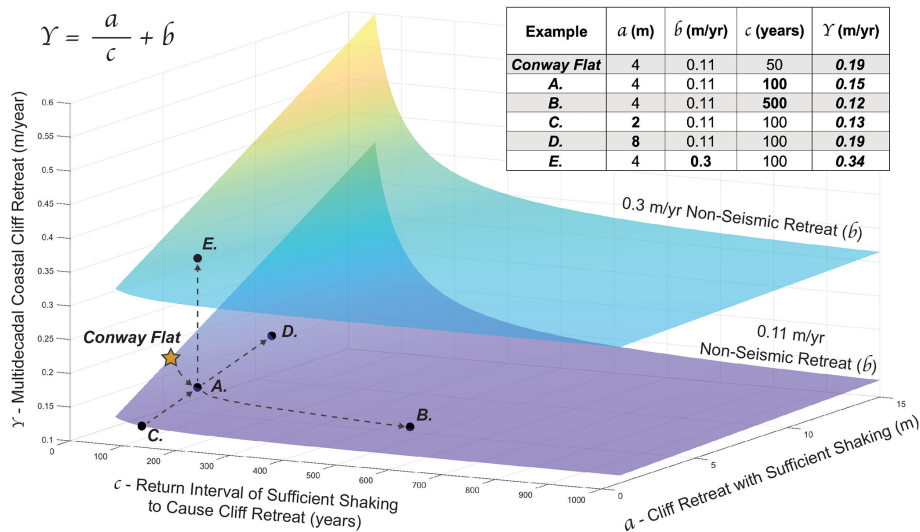 ϒ = a/c + b
Example a (m) b (m/yr) c (years) ϒ (m/yr)
Conway Flat 4 0.11 50 0.19
A. 4 0.11 100 0.15
B. 4 0.11 500 0.12
C. 2 0.11 100 0.13
D. 8 0.11 100 0.19
E. 4 0.3 100 0.34
ϒ - Multidecadal Coastal Cliff Retreat (m/year)
0.6
0.55
0.5
0.45
0.4
0.35
0.3
0.25
0.2
0.15
0.1
0.3 m/yr Non-Seismic Retreat (b)
0.11 m/yr
Non-Seismic Retreat (b)
E.
D.
Conway Flat
A.
B.
C.
0
100
200
300
400
500
600
700
800
900
1000
c - Return Interval of Sufficient Shaking
to Cause Cliff Retreat (years)
0
5
10
15
a - Cliff Retreat with Sufficient Shaking (m)